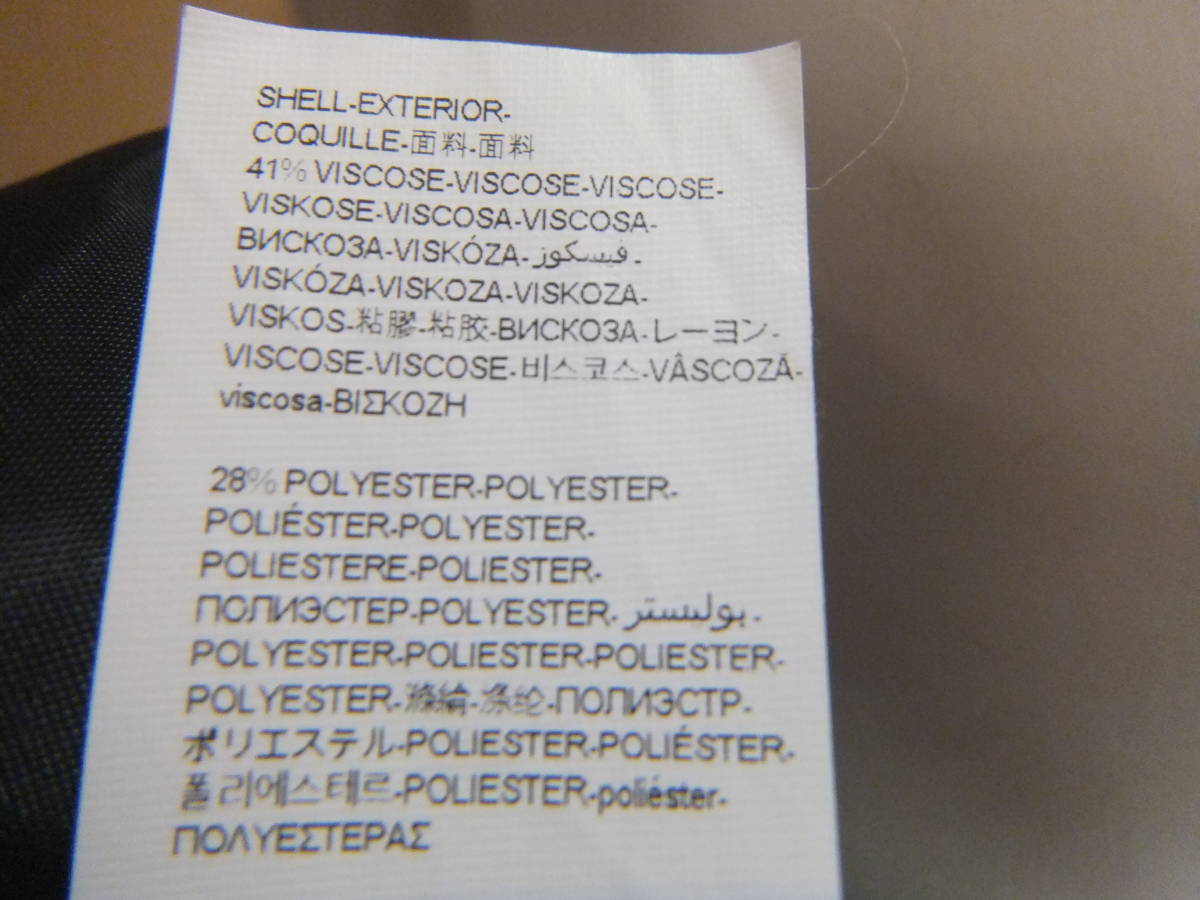 SHELL-EXTERIOR-
COQUILLE-面料-面料
41% VISCOSE-VISCOSE-VISCOSE-
VISKOSE-VISCOSA-VISCOSA-
ВИСКОЗА-VISKÓZA-فيسكوز-
VISKÓZA-VISKOZA-VISKOZA-
VISKOS-粘膠-粘胶-ВИСКОЗА-レーヨン-
VISCOSE-VISCOSE-비스코스-VÂSCOZĂ-
viscosa-ΒΙΣΚΟΖΗ
28% POLYESTER-POLYESTER-
POLIÉSTER-POLYESTER-
POLIESTERE-POLIESTER-
ПОЛИЭСТЕР-POLYESTER-بوليستر-
POLYESTER-POLIESTER-POLIESTER-
POLYESTER-滌綸-涤纶-ПОЛИЭСТР-
ポリエステル-POLIESTER-POLIÉSTER-
폴리에스테르-POLIESTER-poliéster-
ΠΟΛΥΕΣΤΕΡΑΣ